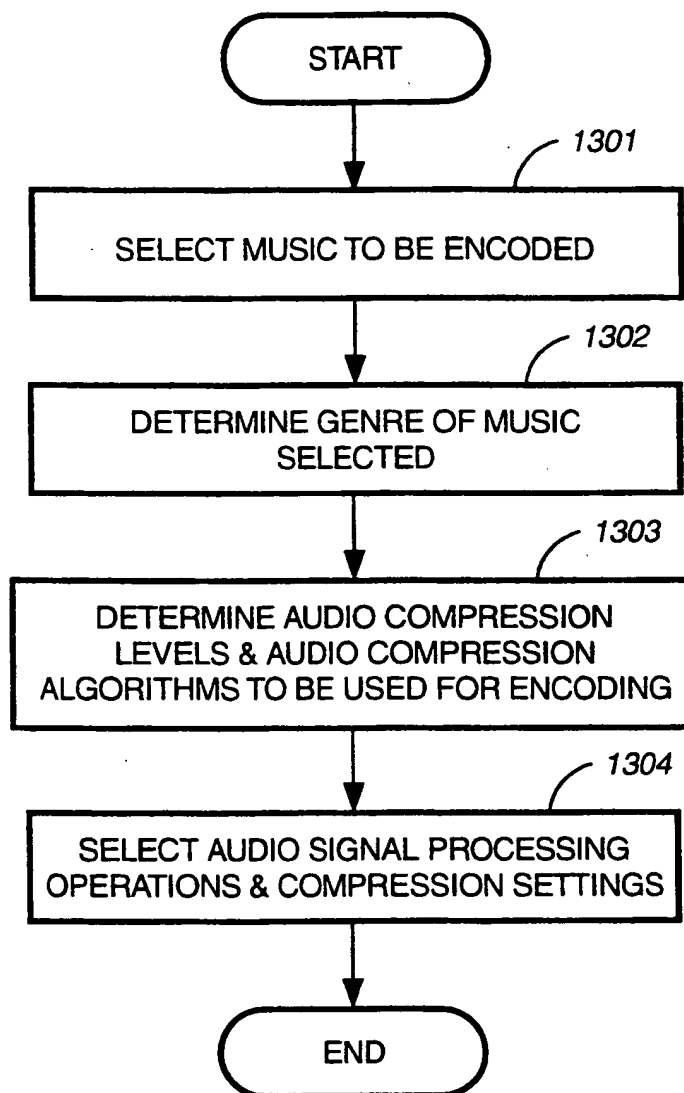 START
1301
SELECT MUSIC TO BE ENCODED
1302
DETERMINE GENRE OF MUSIC
SELECTED
1303
DETERMINE AUDIO COMPRESSION
LEVELS & AUDIO COMPRESSION
ALGORITHMS TO BE USED FOR ENCODING
1304
SELECT AUDIO SIGNAL PROCESSING
OPERATIONS & COMPRESSION SETTINGS
END